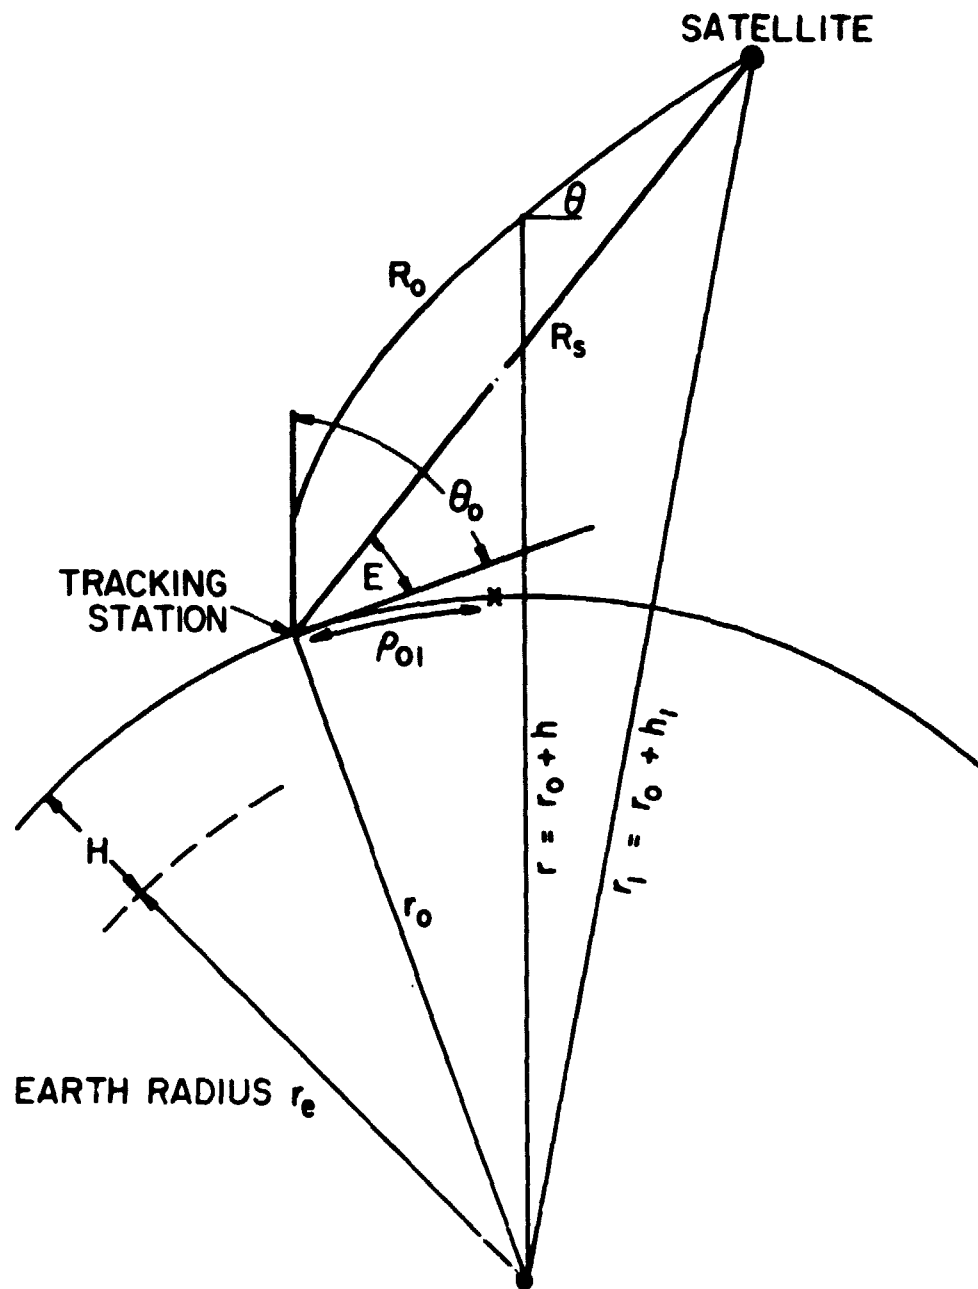 SATELLITE
θ
R₀
Rₛ
θ₀
E
TRACKING
STATION
ρ₀₁
r = r₀ + h
r₁ = r₀ + h₁
H
r₀
EARTH RADIUS rₑ